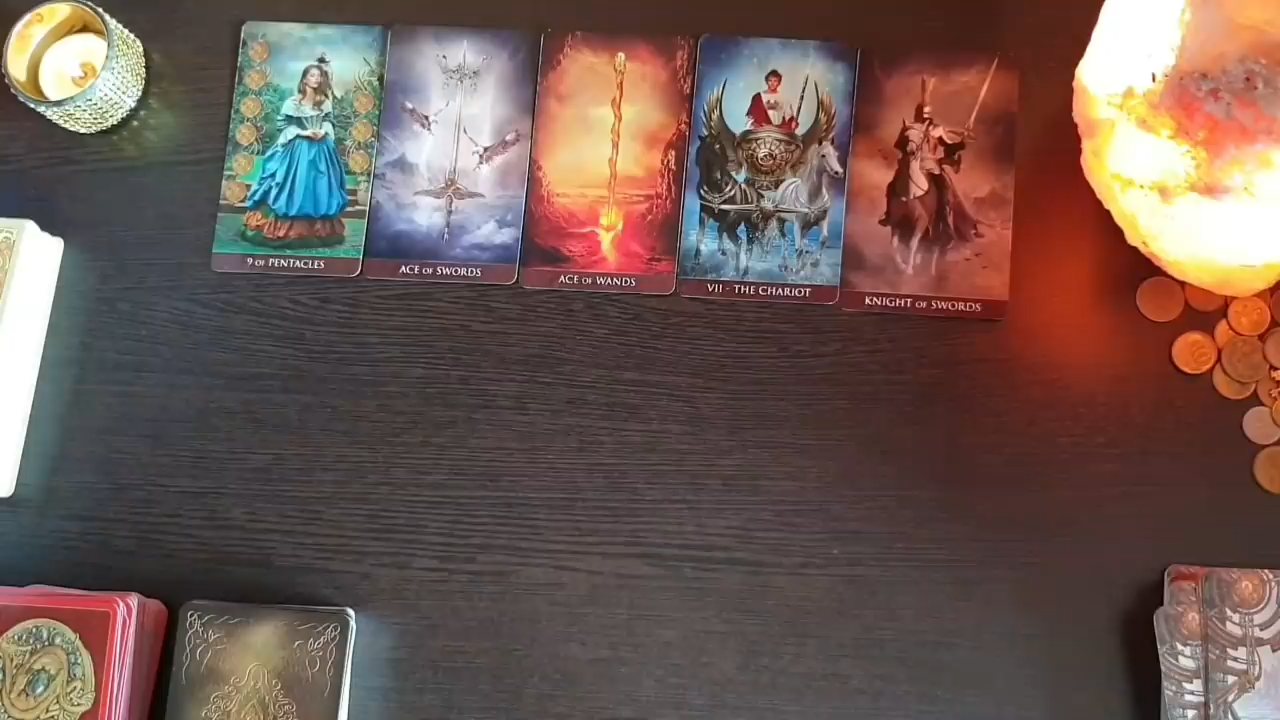 9 OF PENTACLES
ACE OF SWORDS
ACE OF WANDS
VII - THE CHARIOT
KNIGHT OF SWORDS